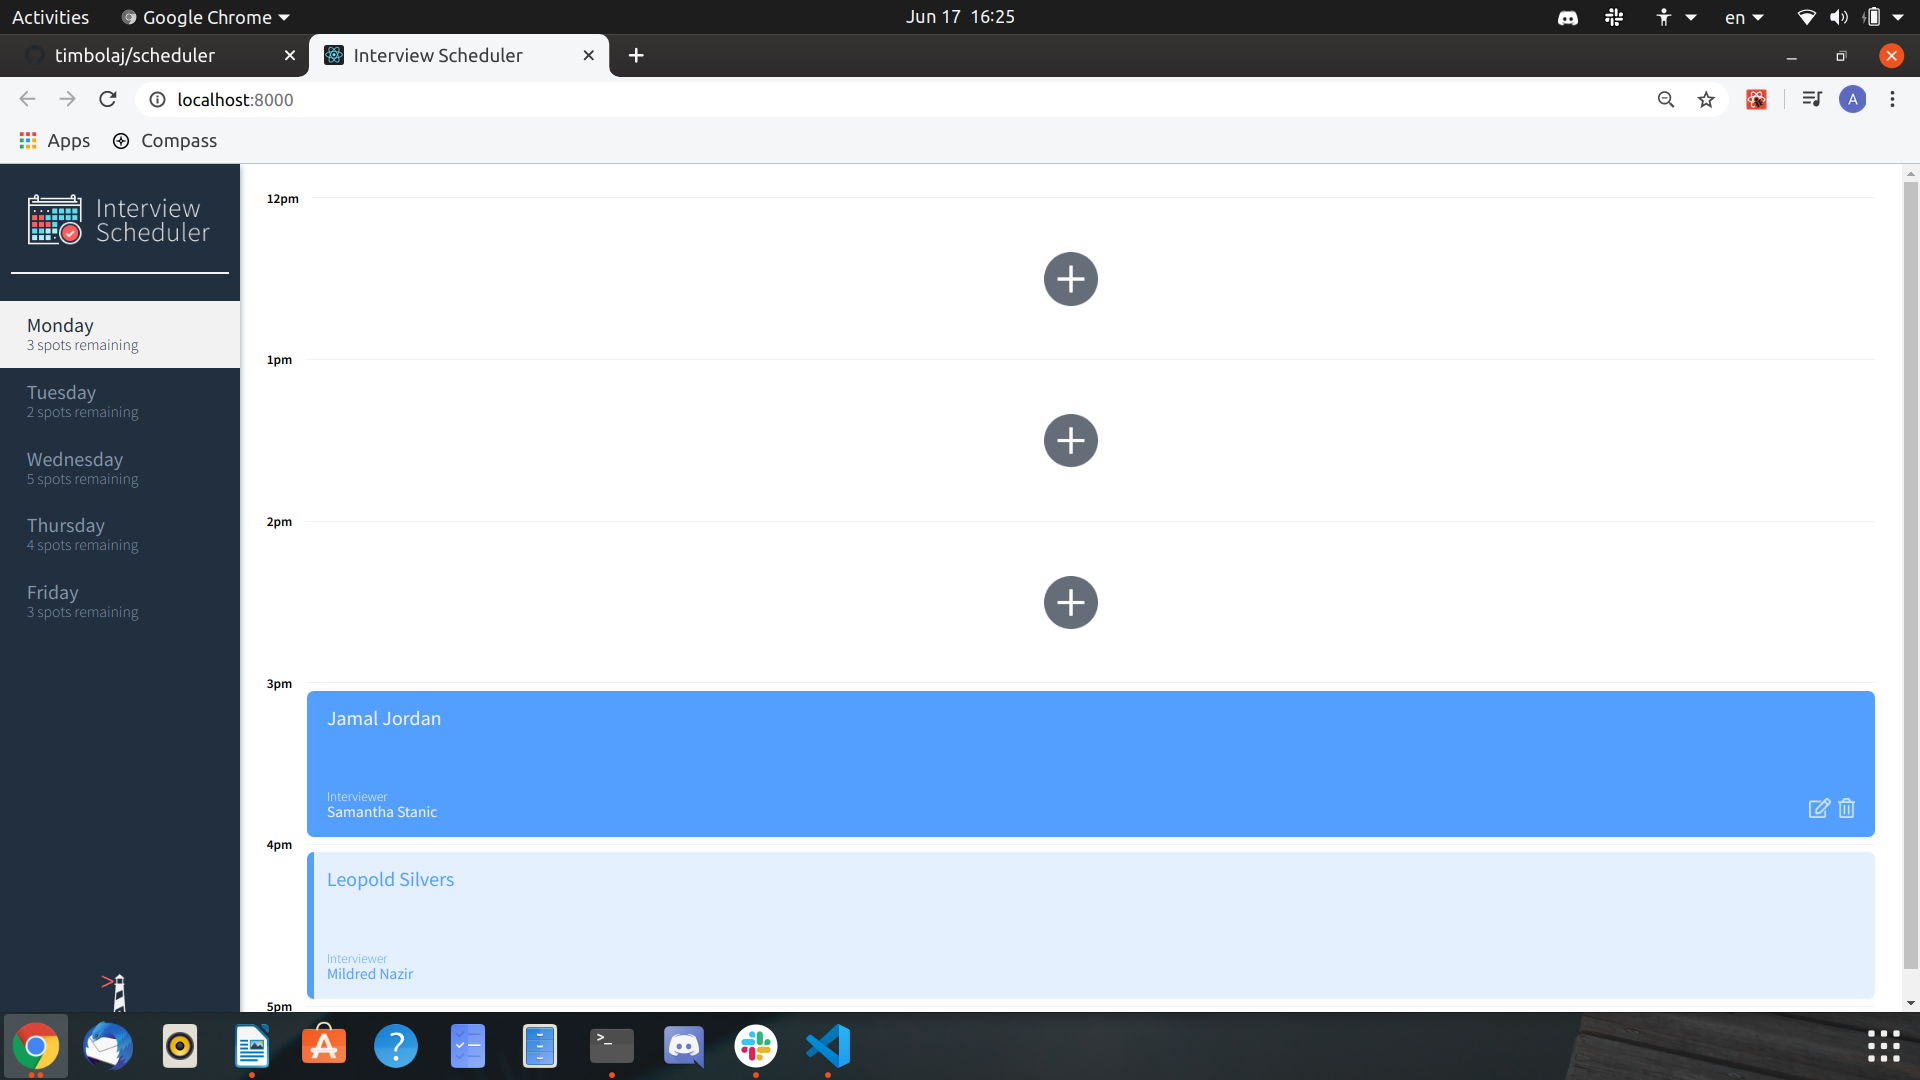 Activities
Google Chrome
Jun 17 16:25
en
timbolaj/scheduler
Interview Scheduler
localhost:8000
A
Apps
Compass
Interview
Scheduler
Monday
3 spots remaining
Tuesday
2 spots remaining
Wednesday
5 spots remaining
Thursday
4 spots remaining
Friday
3 spots remaining
12pm
1pm
2pm
3pm
Jamal Jordan
Interviewer
Samantha Stanic
4pm
Leopold Silvers
Interviewer
Mildred Nazir
5pm